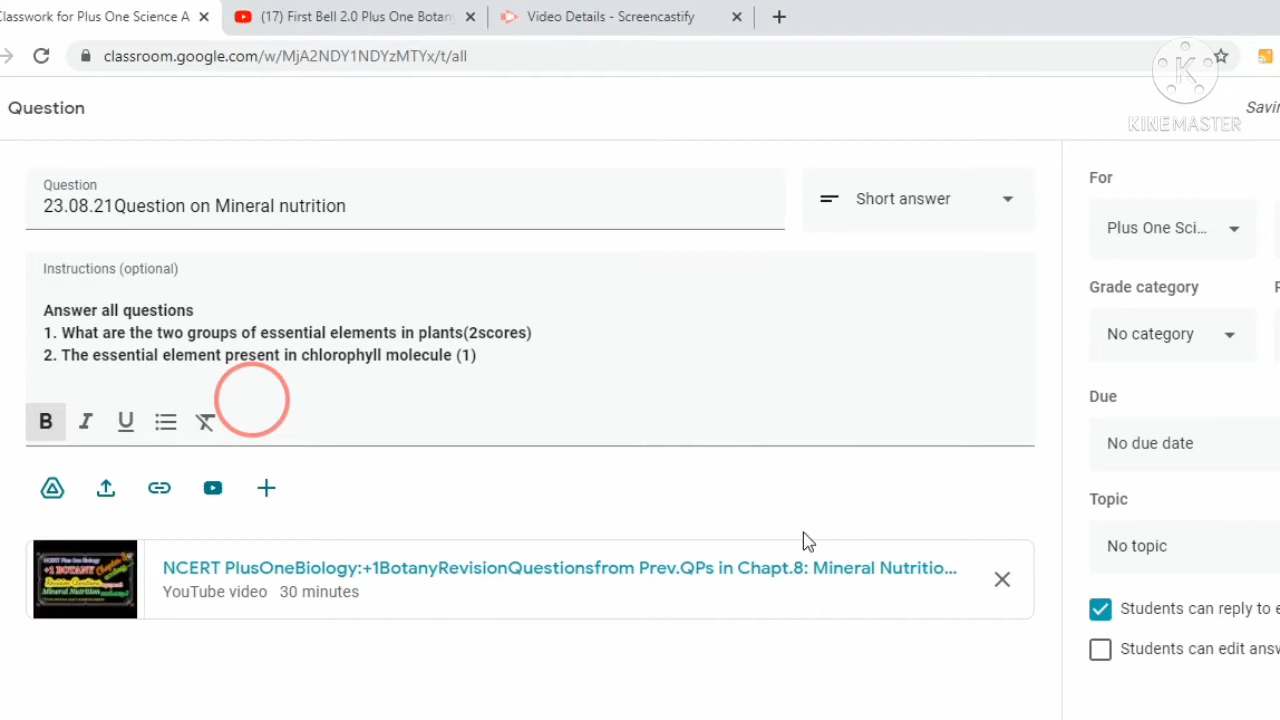 Classwork for Plus One Science A
(17) First Bell 2.0 Plus One Botany
Video Details - Screencastify
classroom.google.com/w/MjA2NDY1NDYzMTYx/t/all
KINEMASTER
Question
Question
23.08.21Question on Mineral nutrition
Short answer
Instructions (optional)
Answer all questions
1. What are the two groups of essential elements in plants(2scores)
2. The essential element present in chlorophyll molecule (1)
B I U
NCERT PlusOneBiology:+1BotanyRevisionQuestionsfrom Prev.QPs in Chapt.8: Mineral Nutritio...
YouTube video 30 minutes
For
Plus One Sci...
Grade category
No category
Due
No due date
Topic
No topic
Students can reply to e
Students can edit answ